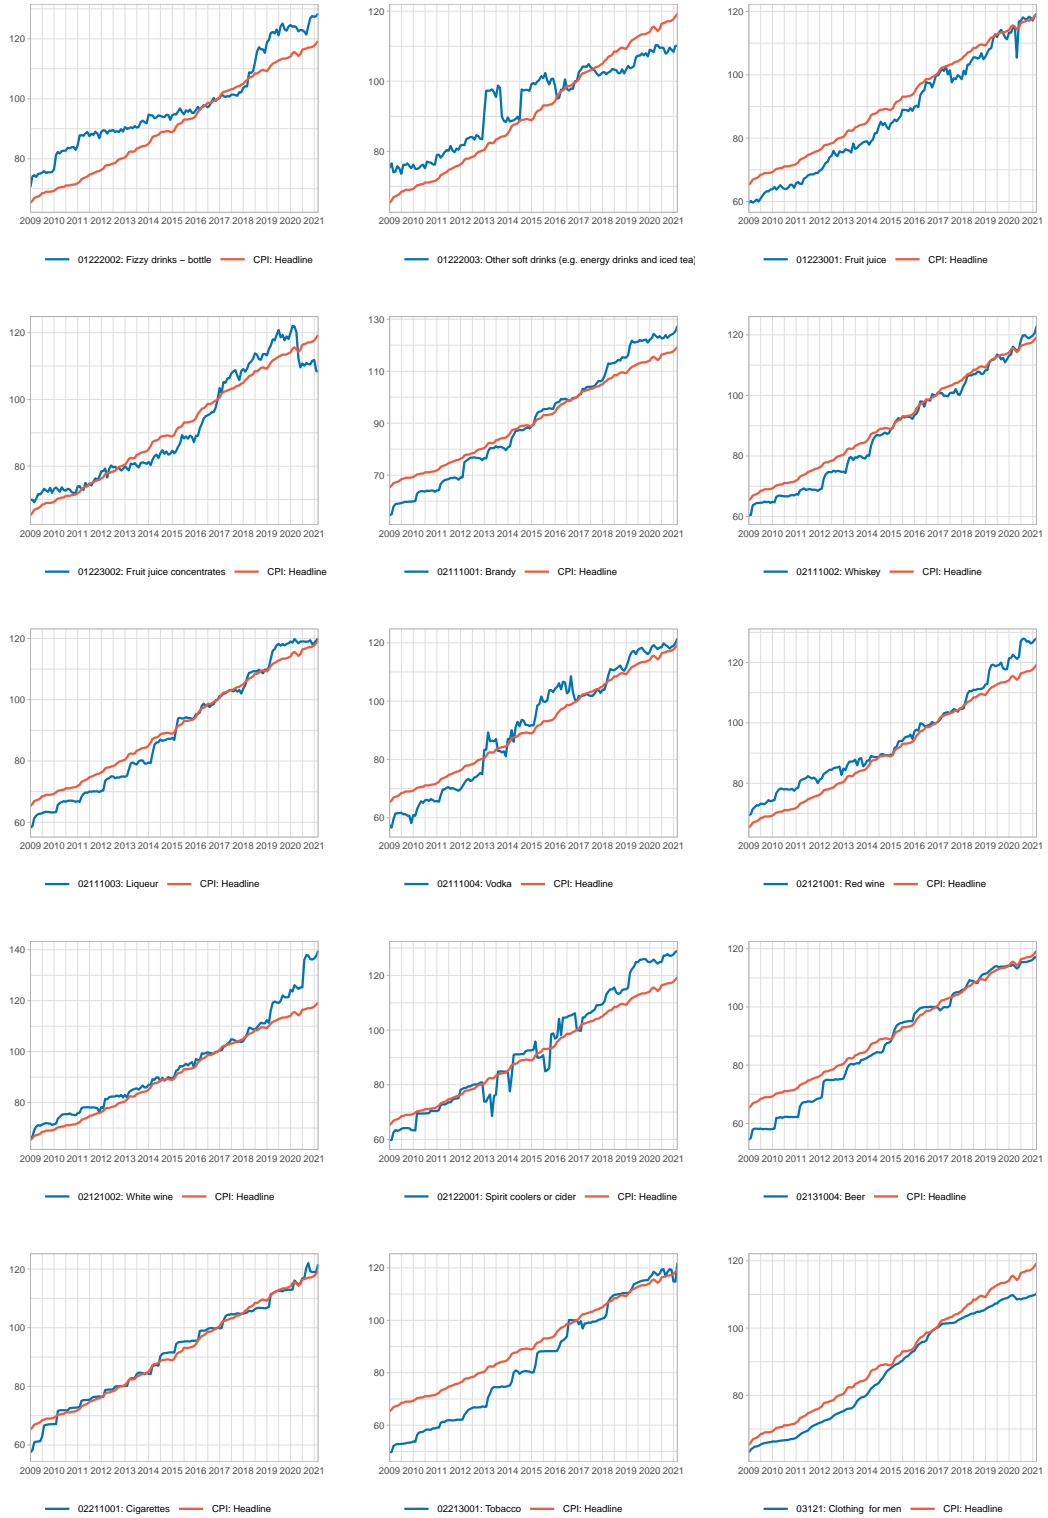 120
100
80
2009 2010 2011 2012 2013 2014 2015 2016 2017 2018 2019 2020 2021
01222002: Fizzy drinks – bottle CPI: Headline
120
100
80
2009 2010 2011 2012 2013 2014 2015 2016 2017 2018 2019 2020 2021
01222003: Other soft drinks (e.g. energy drinks and iced tea)
120
100
80
60
2009 2010 2011 2012 2013 2014 2015 2016 2017 2018 2019 2020 2021
01223001: Fruit juice CPI: Headline
120
100
80
2009 2010 2011 2012 2013 2014 2015 2016 2017 2018 2019 2020 2021
01223002: Fruit juice concentrates CPI: Headline
130
110
90
70
2009 2010 2011 2012 2013 2014 2015 2016 2017 2018 2019 2020 2021
02111001: Brandy CPI: Headline
120
100
80
60
2009 2010 2011 2012 2013 2014 2015 2016 2017 2018 2019 2020 2021
02111002: Whiskey CPI: Headline
120
100
80
60
2009 2010 2011 2012 2013 2014 2015 2016 2017 2018 2019 2020 2021
02111003: Liqueur CPI: Headline
120
100
80
60
2009 2010 2011 2012 2013 2014 2015 2016 2017 2018 2019 2020 2021
02111004: Vodka CPI: Headline
120
100
80
2009 2010 2011 2012 2013 2014 2015 2016 2017 2018 2019 2020 2021
02121001: Red wine CPI: Headline
140
120
100
80
2009 2010 2011 2012 2013 2014 2015 2016 2017 2018 2019 2020 2021
02121002: White wine CPI: Headline
120
100
80
60
2009 2010 2011 2012 2013 2014 2015 2016 2017 2018 2019 2020 2021
02122001: Spirit coolers or cider CPI: Headline
120
100
80
60
2009 2010 2011 2012 2013 2014 2015 2016 2017 2018 2019 2020 2021
02131004: Beer CPI: Headline
120
100
80
60
2009 2010 2011 2012 2013 2014 2015 2016 2017 2018 2019 2020 2021
02211001: Cigarettes CPI: Headline
120
100
80
60
2009 2010 2011 2012 2013 2014 2015 2016 2017 2018 2019 2020 2021
02213001: Tobacco CPI: Headline
120
100
80
2009 2010 2011 2012 2013 2014 2015 2016 2017 2018 2019 2020 2021
03121: Clothing for men CPI: Headline